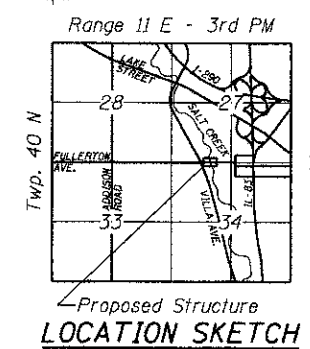 Range 11 E - 3rd PM
Twp. 40 N
LAKE STREET
I-290
28
27
SALT CREEK
FULLERTON AVE.
ADDISON ROAD
VILLA AVE.
IL-83
33
34
Proposed Structure
LOCATION SKETCH